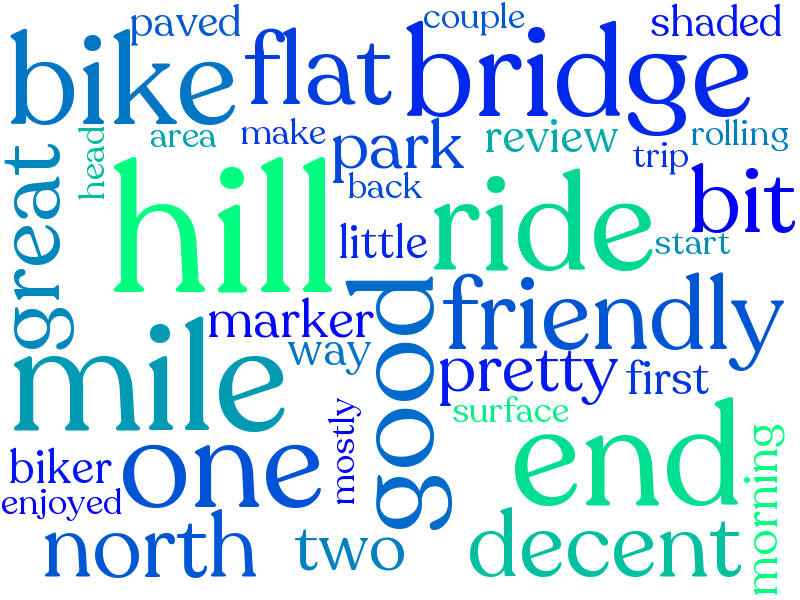 paved
couple
shaded
bike
flat
bridge
head
area
make
park
review
rolling
trip
back
great
hill
ride
bit
little
start
good
friendly
marker
way
pretty
first
mile
surface
mostly
end
morning
biker
enjoyed
one
north
two
decent